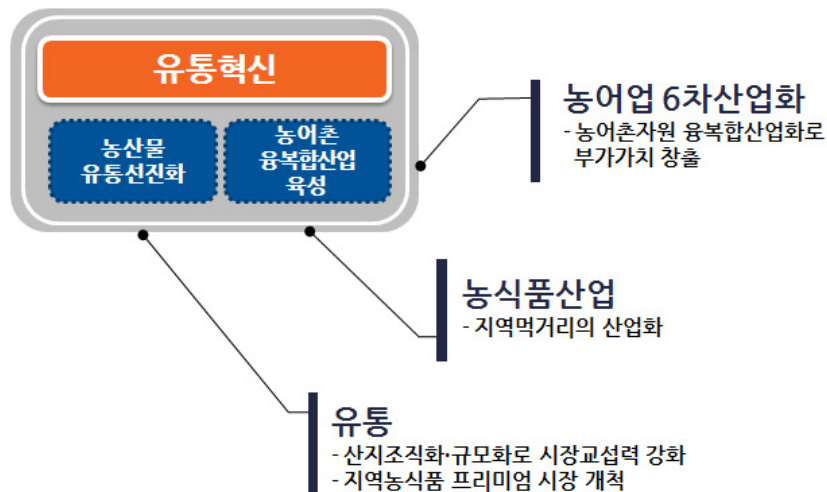 유통혁신
농산물
유통선진화
농어촌
융복합산업
육성
농어업 6차산업화
- 농어촌자원 융복합산업화로
부가가치 창출
농식품산업
- 지역먹거리의 산업화
유통
- 산지조직화·규모화로 시장교섭력 강화
- 지역농식품 프리미엄 시장 개척